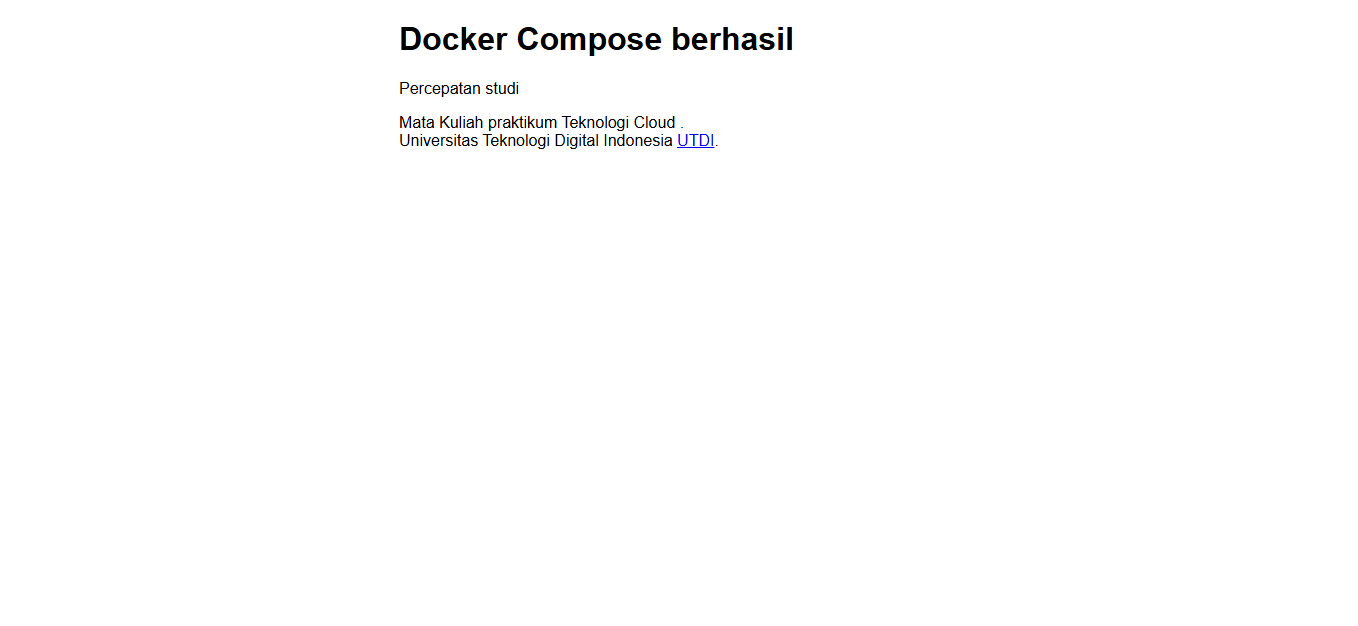 Docker Compose berhasil
Percepatan studi
Mata Kuliah praktikum Teknologi Cloud .
Universitas Teknologi Digital Indonesia UTDI.